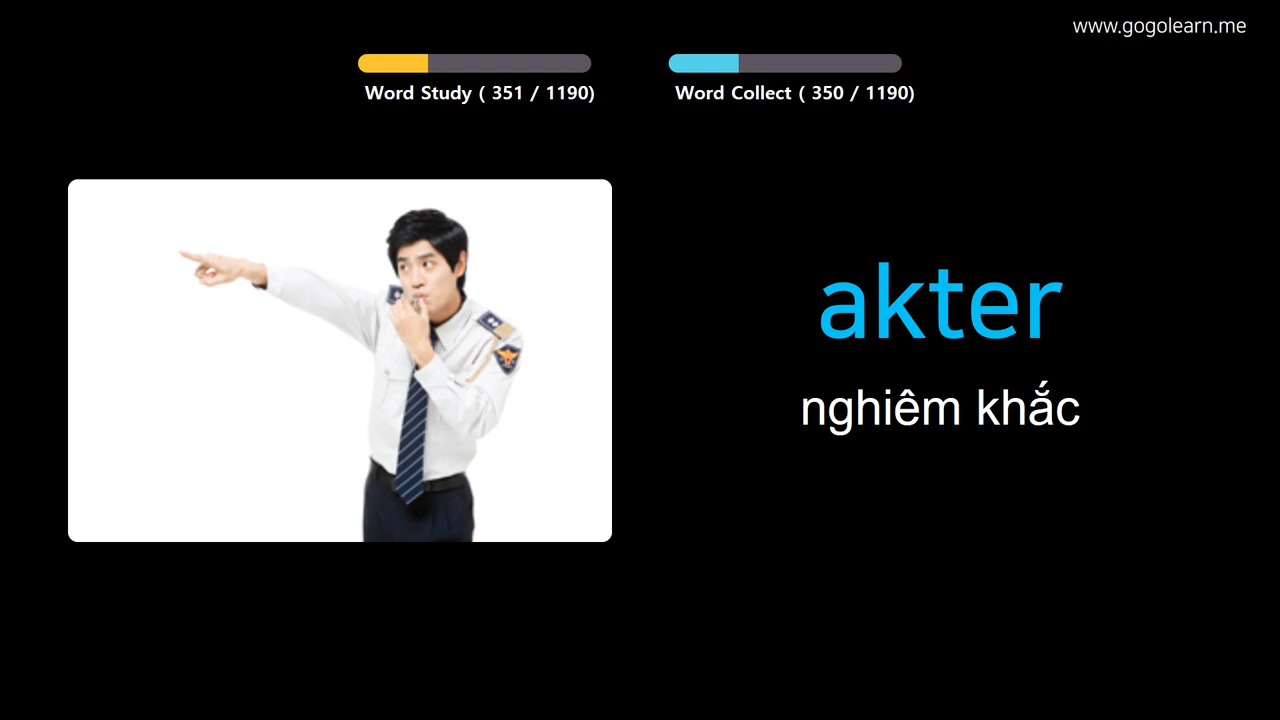 www.gogolearn.me
Word Study ( 351 / 1190)
Word Collect ( 350 / 1190)
akter
nghiêm khắc